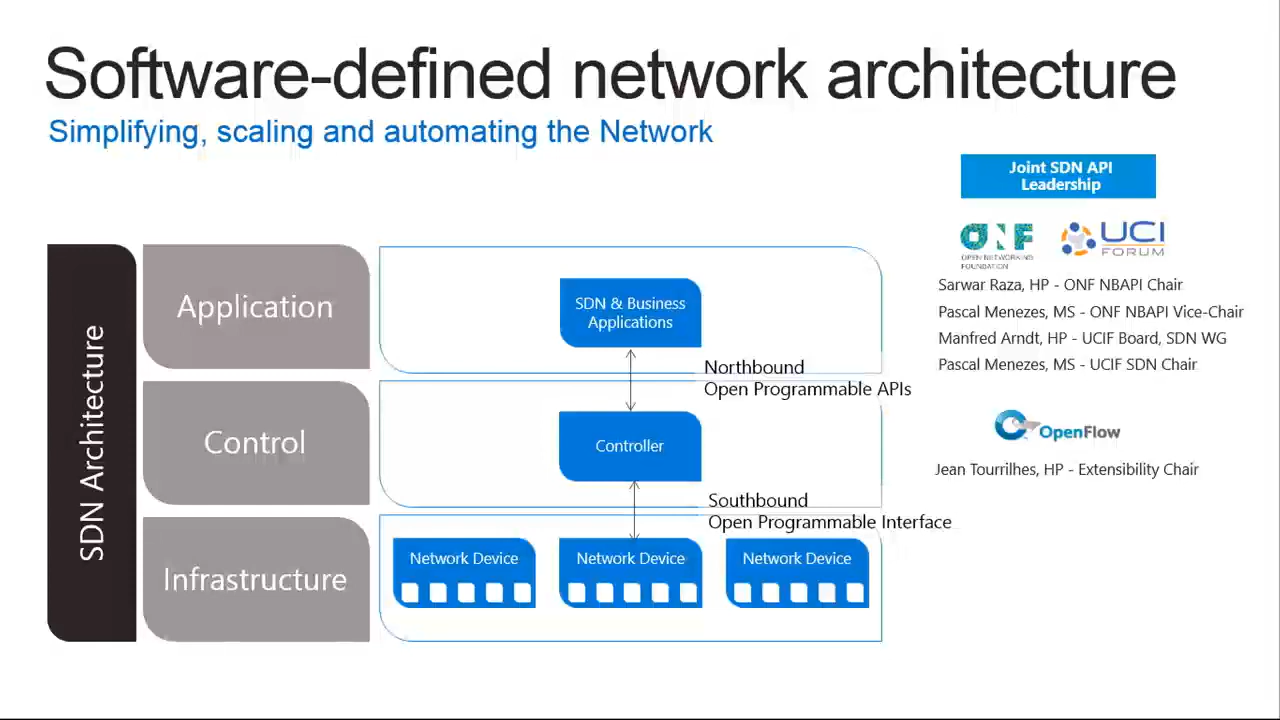 Software-defined network architecture
Simplifying, scaling and automating the Network
Joint SDN API
Leadership
ONF
OPEN NETWORKING
FOUNDATION
UCI
FORUM
Sarwar Raza, HP - ONF NBAPI Chair
Pascal Menezes, MS - ONF NBAPI Vice-Chair
Manfred Arndt, HP - UCIF Board, SDN WG
Pascal Menezes, MS - UCIF SDN Chair
OpenFlow
Jean Tourrilhes, HP - Extensibility Chair
SDN Architecture
Application
SDN & Business
Applications
Northbound
Open Programmable APIs
Control
Controller
Southbound
Open Programmable Interface
Infrastructure
Network Device
Network Device
Network Device